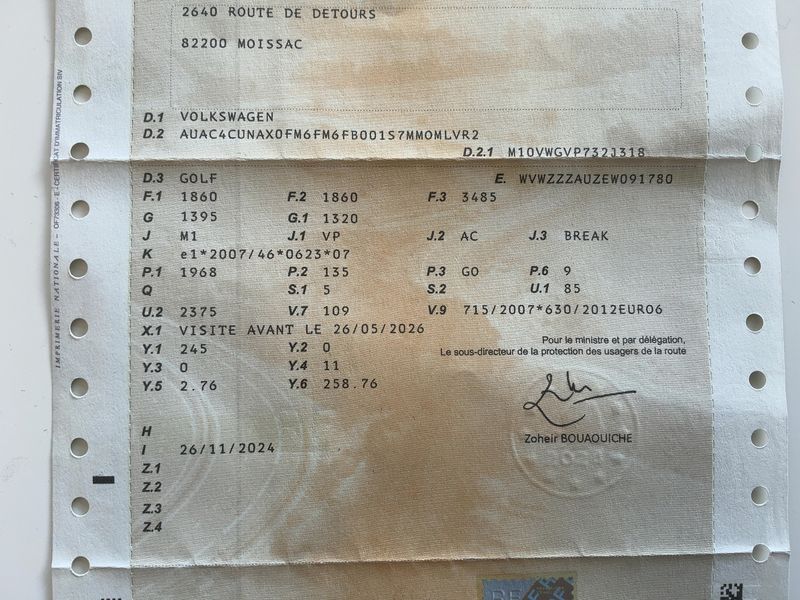 2640 ROUTE DE DETOURS
82200 MOISSAC
D.1 VOLKSWAGEN
D.2 AUAC4CUNAX0FM6FM6FB001S7MMOMLVR2
D.2.1 M10VWGVP732J318
D.3 GOLF E. WVWZZZAUZEW091780
F.1 1860 F.2 1860 F.3 3485
G 1395 G.1 1320
J M1 J.1 VP J.2 AC J.3 BREAK
K e1*2007/46*0623*07
P.1 1968 P.2 135 P.3 GO P.6 9
Q S.1 5 S.2 U.1 85
U.2 2375 V.7 109 V.9 715/2007*630/2012EURO6
X.1 VISITE AVANT LE 26/05/2026
Y.1 245 Y.2 0
Y.3 0 Y.4 11
Y.5 2.76 Y.6 258.76
Pour le ministre et par délégation,
Le sous-directeur de la protection des usagers de la route
Zoheir BOUAOUICHE
H
I 26/11/2024
Z.1
Z.2
Z.3
Z.4
IMPRIMERIE NATIONALE